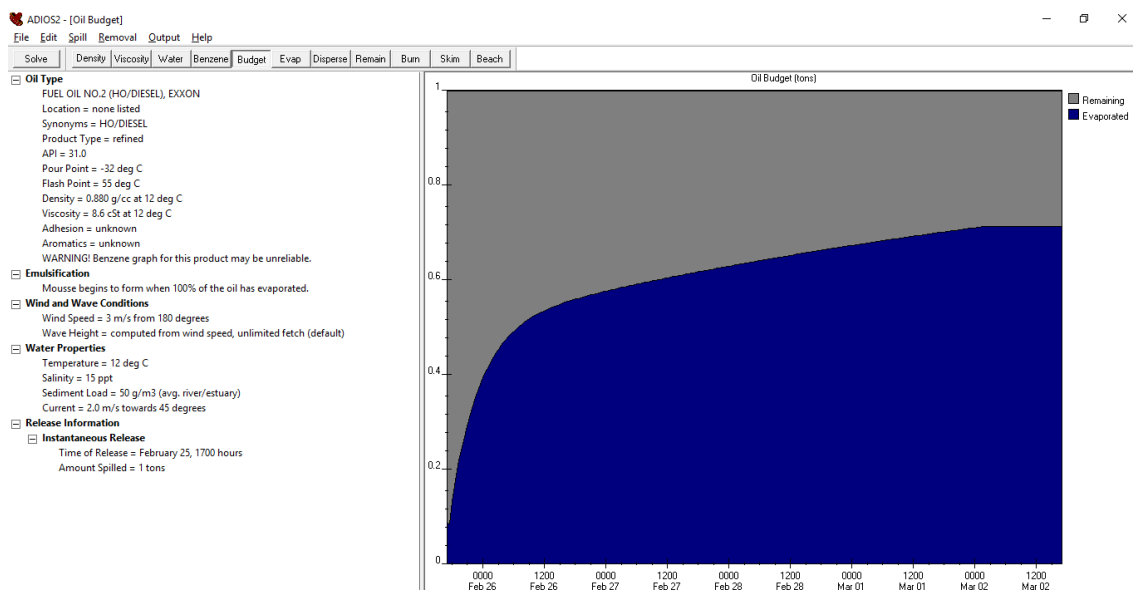 ADIOS2 - [Oil Budget]
File Edit Spill Removal Output Help
Solve Density Viscosity Water Benzene Budget Evap Disperse Remain Burn Skim Beach
Oil Type
FUEL OIL NO.2 (HO/DIESEL), EXXON
Location = none listed
Synonyms = HO/DIESEL
Product Type = refined
API = 31.0
Pour Point = -32 deg C
Flash Point = 55 deg C
Density = 0.880 g/cc at 12 deg C
Viscosity = 8.6 cSt at 12 deg C
Adhesion = unknown
Aromatics = unknown
WARNING! Benzene graph for this product may be unreliable.
Emulsification
Mousse begins to form when 100% of the oil has evaporated.
Wind and Wave Conditions
Wind Speed = 3 m/s from 180 degrees
Wave Height = computed from wind speed, unlimited fetch (default)
Water Properties
Temperature = 12 deg C
Salinity = 15 ppt
Sediment Load = 50 g/m3 (avg. river/estuary)
Current = 2.0 m/s towards 45 degrees
Release Information
Instantaneous Release
Time of Release = February 25, 1700 hours
Amount Spilled = 1 tons
Oil Budget (tons)
Remaining
Evaporated
1
0.8
0.6
0.4
0.2
0
0000 1200 0000 1200 0000 1200 0000 1200 0000 1200
Feb 26 Feb 26 Feb 27 Feb 27 Feb 28 Feb 28 Mar 01 Mar 01 Mar 02 Mar 02